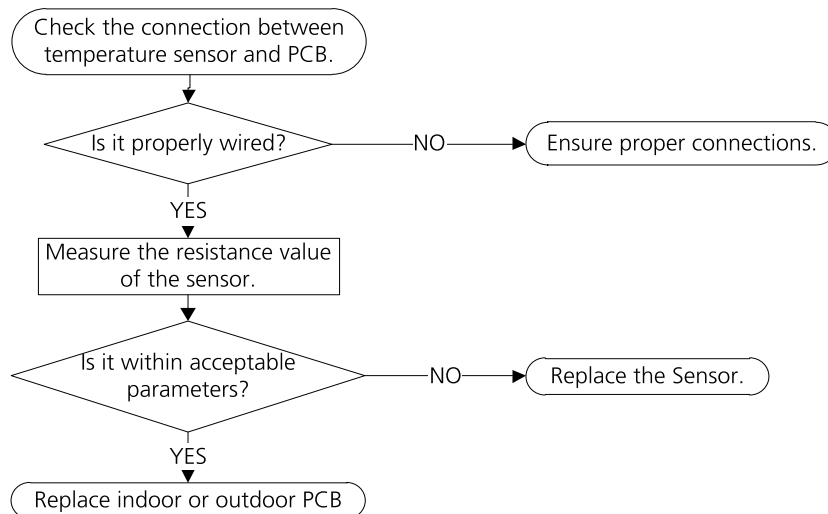 Check the connection between
temperature sensor and PCB.
Is it properly wired?
NO
Ensure proper connections.
YES
Measure the resistance value
of the sensor.
Is it within acceptable
parameters?
NO
Replace the Sensor.
YES
Replace indoor or outdoor PCB